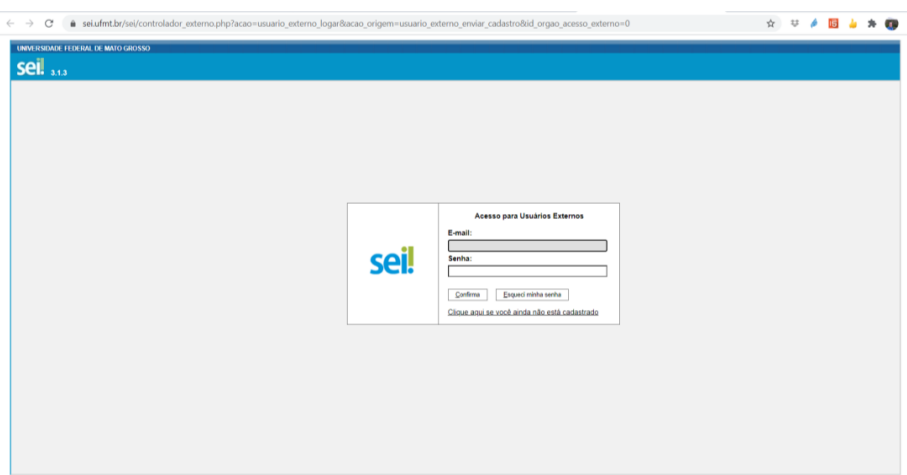 sei.ufmt.br/sei/controlador_externo.php?acao=usuario_externo_logar&acao_origem=usuario_externo_enviar_cadastro&id_orgao_acesso_externo=0
UNIVERSIDADE FEDERAL DE MATO GROSSO
sei! 3.1.3
Acesso para Usuários Externos
E-mail:
sei!
Senha:
Confirma Esqueci minha senha
Clique aqui se você ainda não está cadastrado